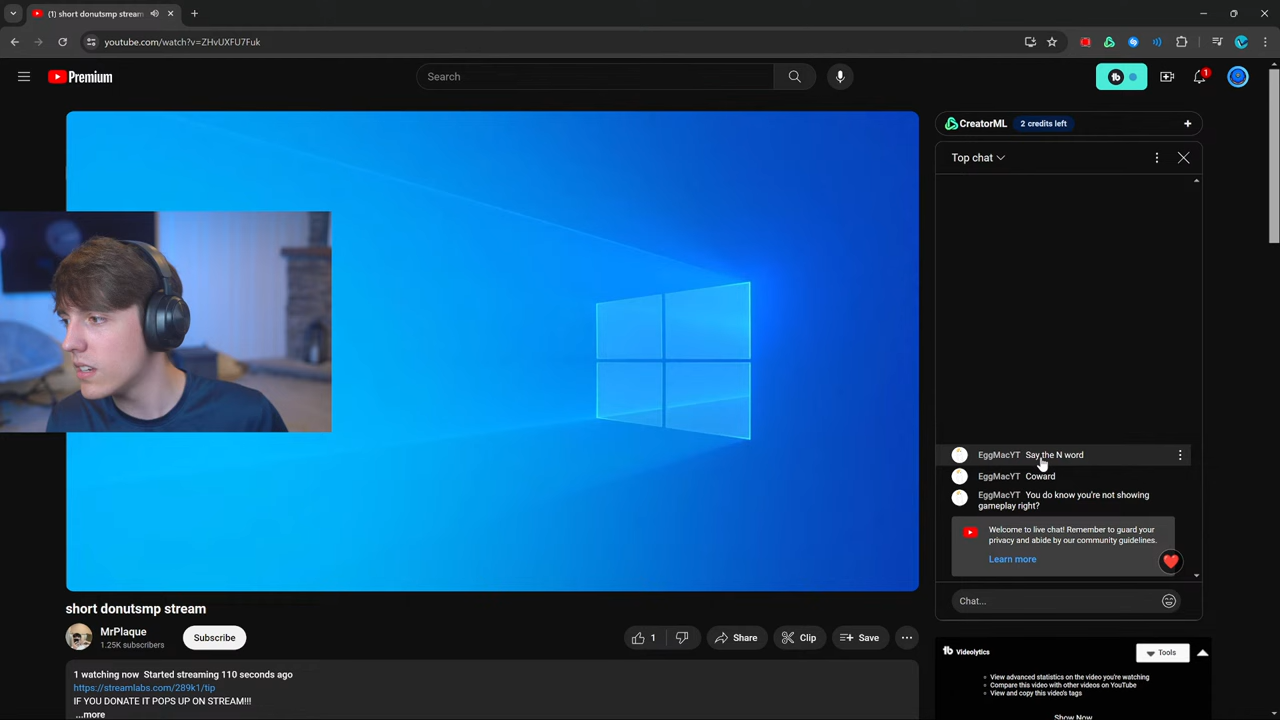 (1) short donutsmp stream
youtube.com/watch?v=ZHvUXFU7Fuk
Premium
Search
1
CreatorML 2 credits left
Top chat
EggMacYT Say the N word
EggMacYT Coward
EggMacYT You do know you're not showing
gameplay right?
Welcome to live chat! Remember to guard your
privacy and abide by our community guidelines.
Learn more
Chat...
short donutsmp stream
MrPlaque
1.25K subscribers
Subscribe
1
Share
Clip
Save
1 watching now Started streaming 110 seconds ago
https://streamlabs.com/289k1/tip
IF YOU DONATE IT POPS UP ON STREAM!!!
...more
Videolytics
Tools
View advanced statistics on the video you're watching
Compare this video with other videos on YouTube
View and copy this video's tags
Show Now